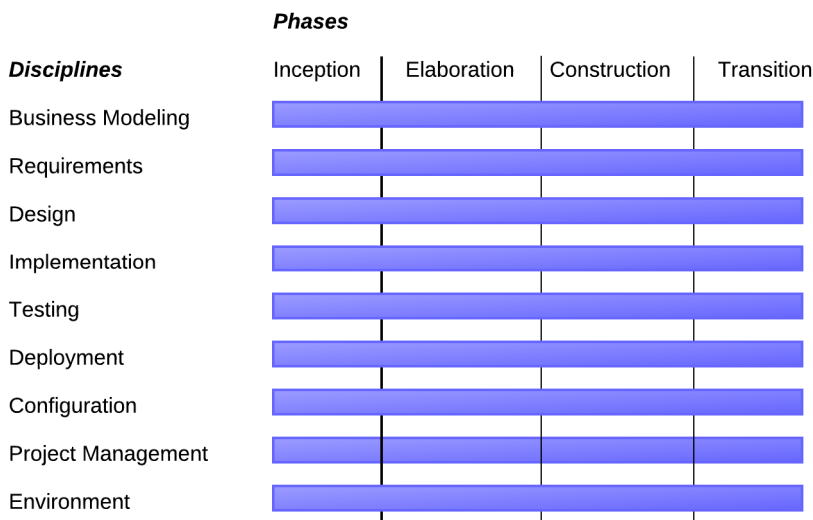 Phases
Disciplines Inception Elaboration Construction Transition
Business Modeling
Requirements
Design
Implementation
Testing
Deployment
Configuration
Project Management
Environment